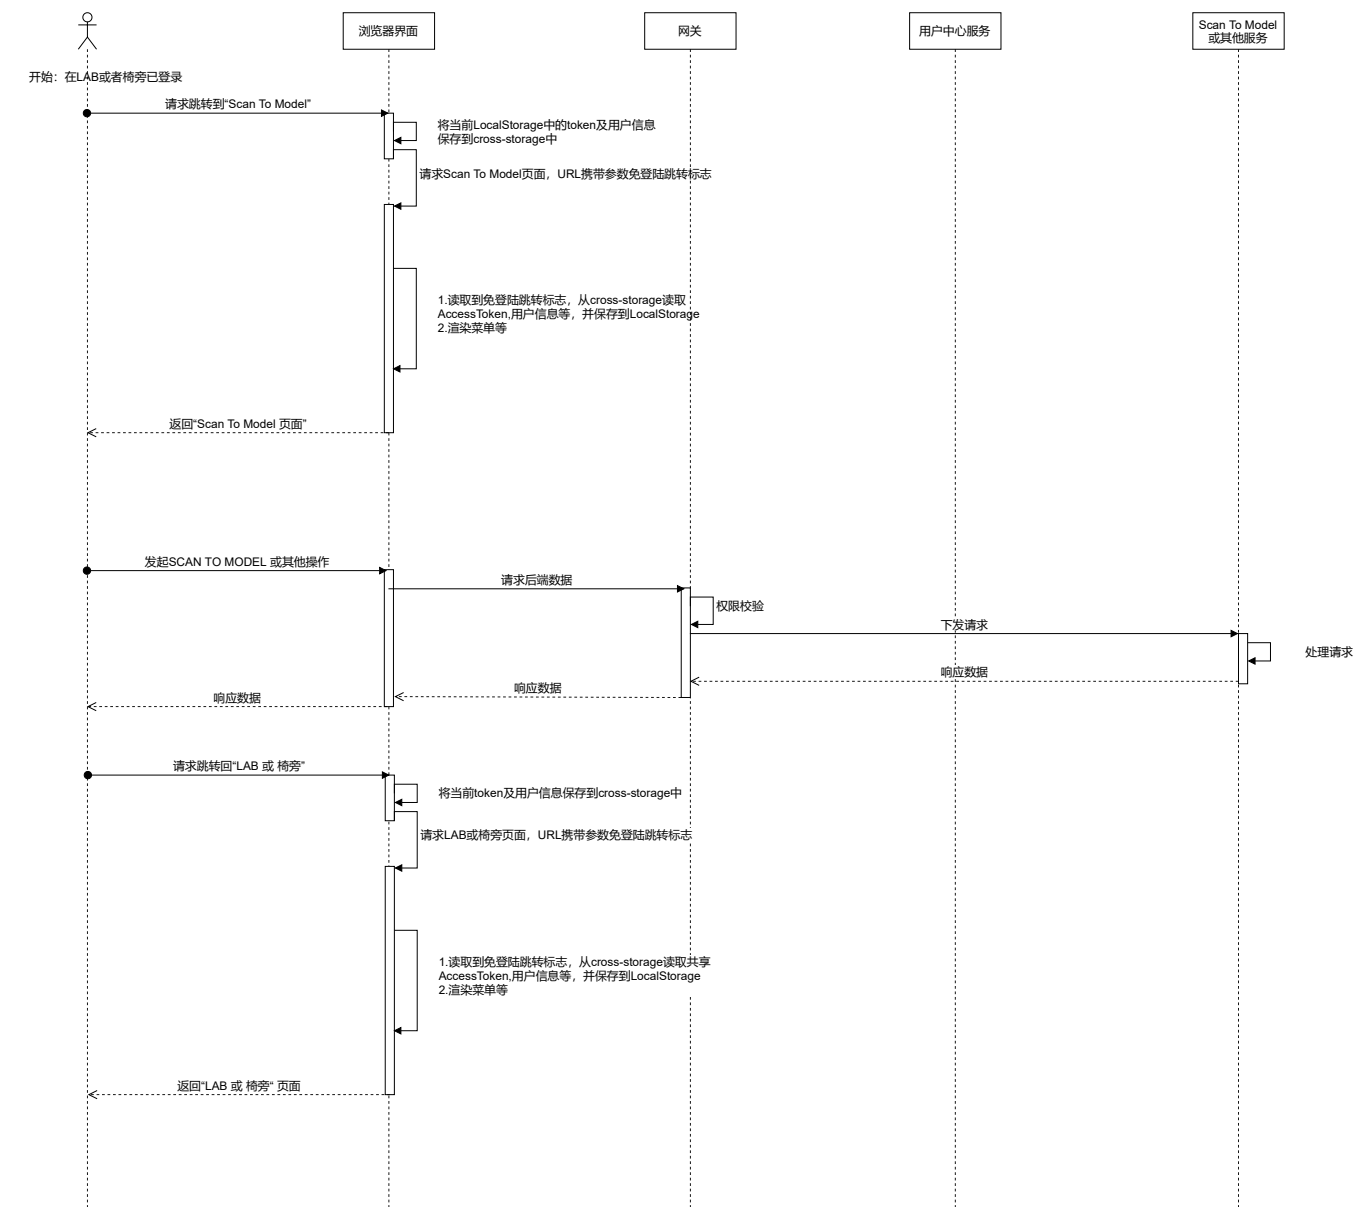 浏览器界面
网关
用户中心服务
Scan To Model
或其他服务
开始：在LAB或者椅旁已登录
请求跳转到“Scan To Model”
将当前LocalStorage中的token及用户信息
保存到cross-storage中
请求Scan To Model页面，URL携带参数免登陆跳转标志
1.读取到免登陆跳转标志，从cross-storage读取
AccessToken,用户信息等，并保存到LocalStorage
2.渲染菜单等
返回“Scan To Model 页面”
发起SCAN TO MODEL 或其他操作
请求后端数据
权限校验
下发请求
处理请求
响应数据
响应数据
响应数据
请求跳转回“LAB 或 椅旁”
将当前token及用户信息保存到cross-storage中
请求LAB或椅旁页面，URL携带参数免登陆跳转标志
1.读取到免登陆跳转标志，从cross-storage读取共享
AccessToken,用户信息等，并保存到LocalStorage
2.渲染菜单等
返回“LAB 或 椅旁“ 页面